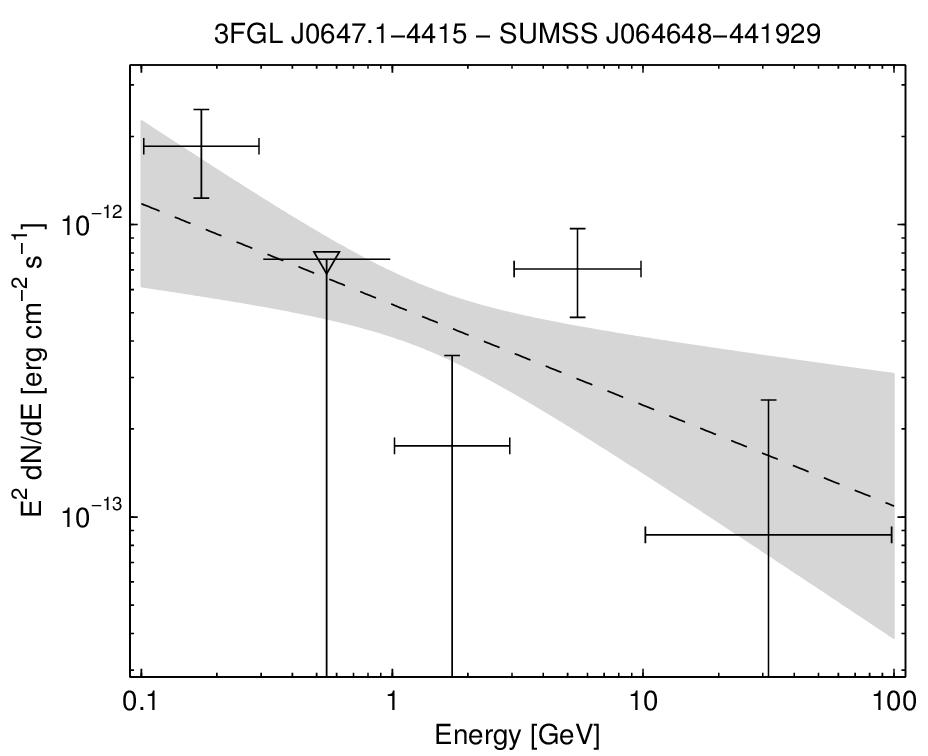 3FGL J0647.1−4415 − SUMSS J064648−441929
E² dN/dE [erg cm⁻² s⁻¹]
10⁻¹²
10⁻¹³
0.1 1 10 100
Energy [GeV]